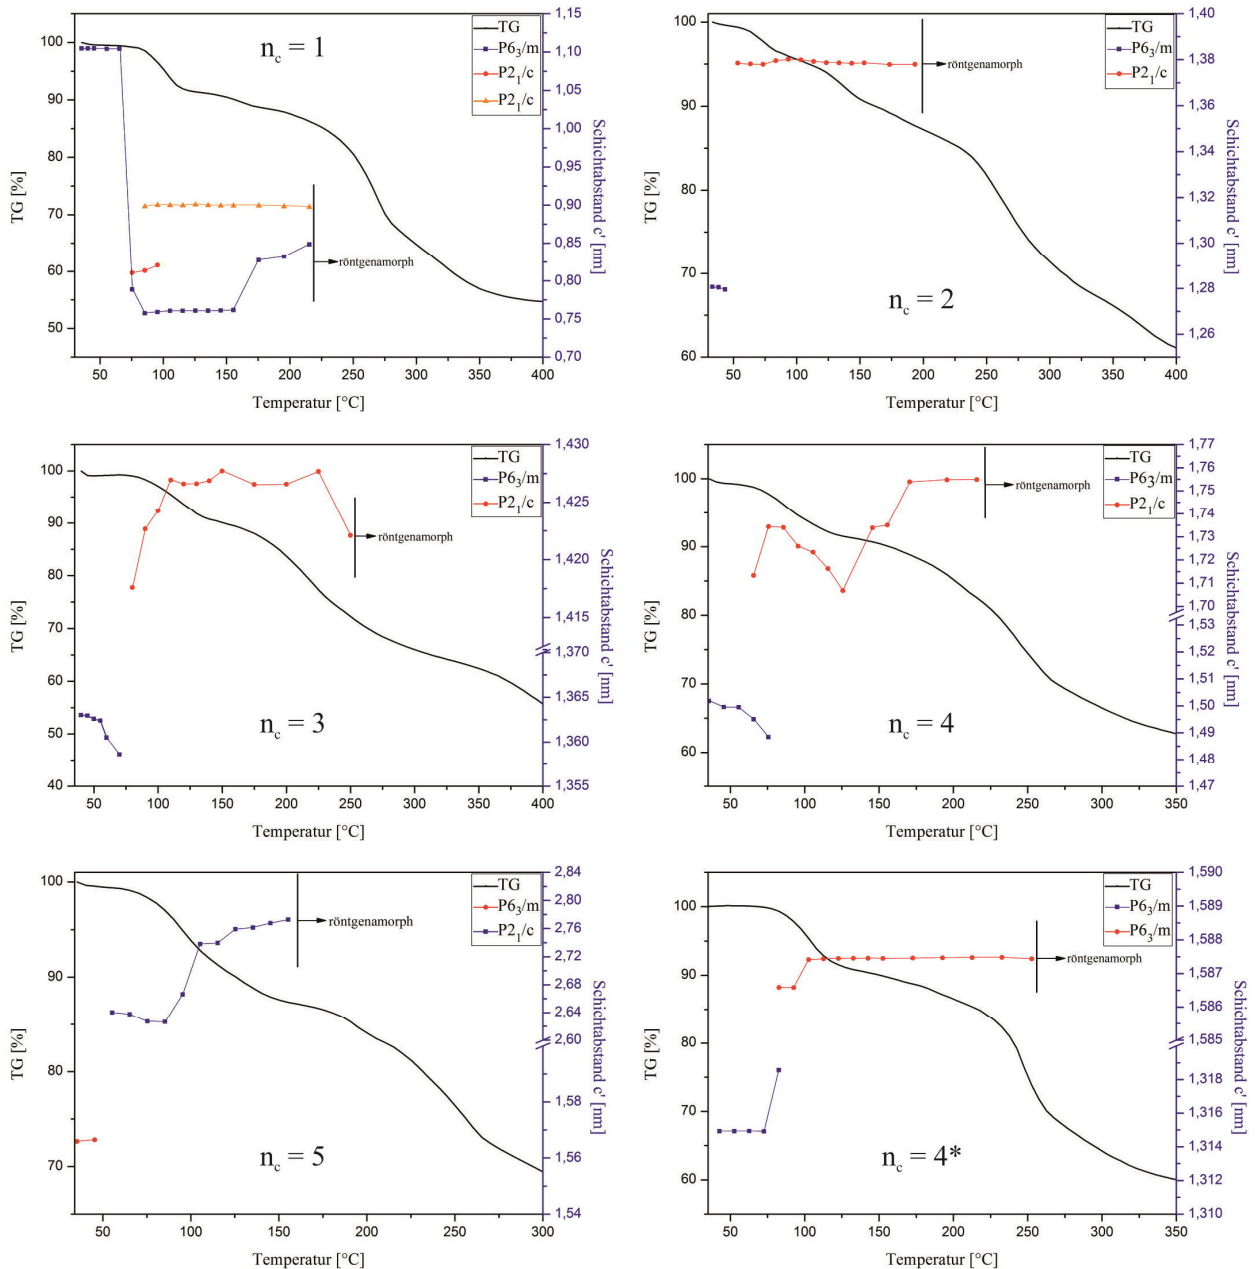 TG
P6₃/m
P2₁/c
P2₁/c
n_c = 1
röntgenamorph
TG [%]
100
90
80
70
60
50
1,15
1,10
1,05
1,00
0,95
0,90
0,85
0,80
0,75
0,70
Schichtabstand c' [nm]
50 100 150 200 250 300 350 400
Temperatur [°C]
TG
P6₃/m
P2₁/c
n_c = 2
röntgenamorph
TG [%]
100
90
80
70
60
1,40
1,38
1,36
1,34
1,32
1,30
1,28
1,26
Schichtabstand c' [nm]
50 100 150 200 250 300 350 400
Temperatur [°C]
TG
P6₃/m
P2₁/c
n_c = 3
röntgenamorph
TG [%]
100
90
80
70
60
50
40
1,430
1,425
1,420
1,415
1,370
1,365
1,360
1,355
Schichtabstand c' [nm]
50 100 150 200 250 300 350 400
Temperatur [°C]
TG
P6₃/m
P2₁/c
n_c = 4
röntgenamorph
TG [%]
100
90
80
70
60
1,77
1,76
1,75
1,74
1,73
1,72
1,71
1,70
1,53
1,52
1,51
1,50
1,49
1,48
1,47
Schichtabstand c' [nm]
50 100 150 200 250 300 350
Temperatur [°C]
TG
P6₃/m
P2₁/c
n_c = 5
röntgenamorph
TG [%]
100
90
80
70
2,84
2,80
2,76
2,72
2,68
2,64
2,60
1,58
1,56
1,54
Schichtabstand c' [nm]
50 100 150 200 250 300
Temperatur [°C]
TG
P6₃/m
P6₃/m
n_c = 4*
röntgenamorph
TG [%]
100
90
80
70
60
1,590
1,589
1,588
1,587
1,586
1,585
1,318
1,315
1,312
1,310
Schichtabstand c' [nm]
50 100 150 200 250 300 350
Temperatur [°C]